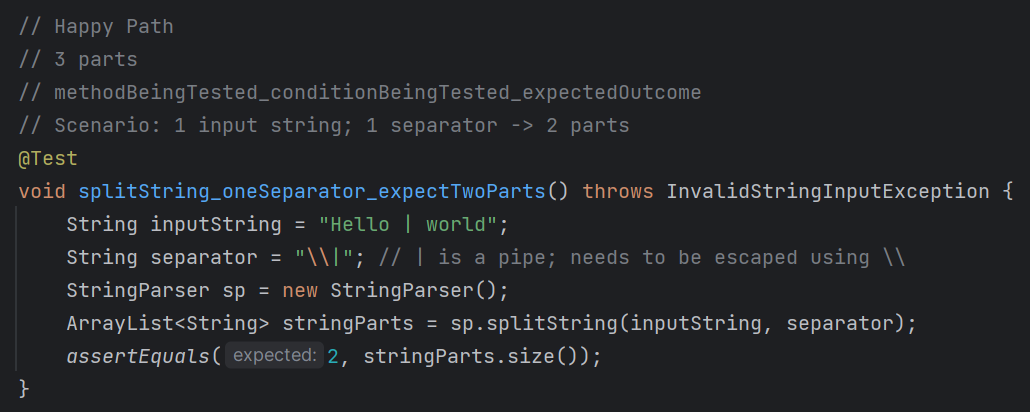 // Happy Path
// 3 parts
// methodBeingTested_conditionBeingTested_expectedOutcome
// Scenario: 1 input string; 1 separator -> 2 parts
@Test
void splitString_oneSeparator_expectTwoParts() throws InvalidStringInputException {
    String inputString = "Hello | world";
    String separator = "\\|"; // | is a pipe; needs to be escaped using \\
    StringParser sp = new StringParser();
    ArrayList<String> stringParts = sp.splitString(inputString, separator);
    assertEquals( expected: 2, stringParts.size());
}